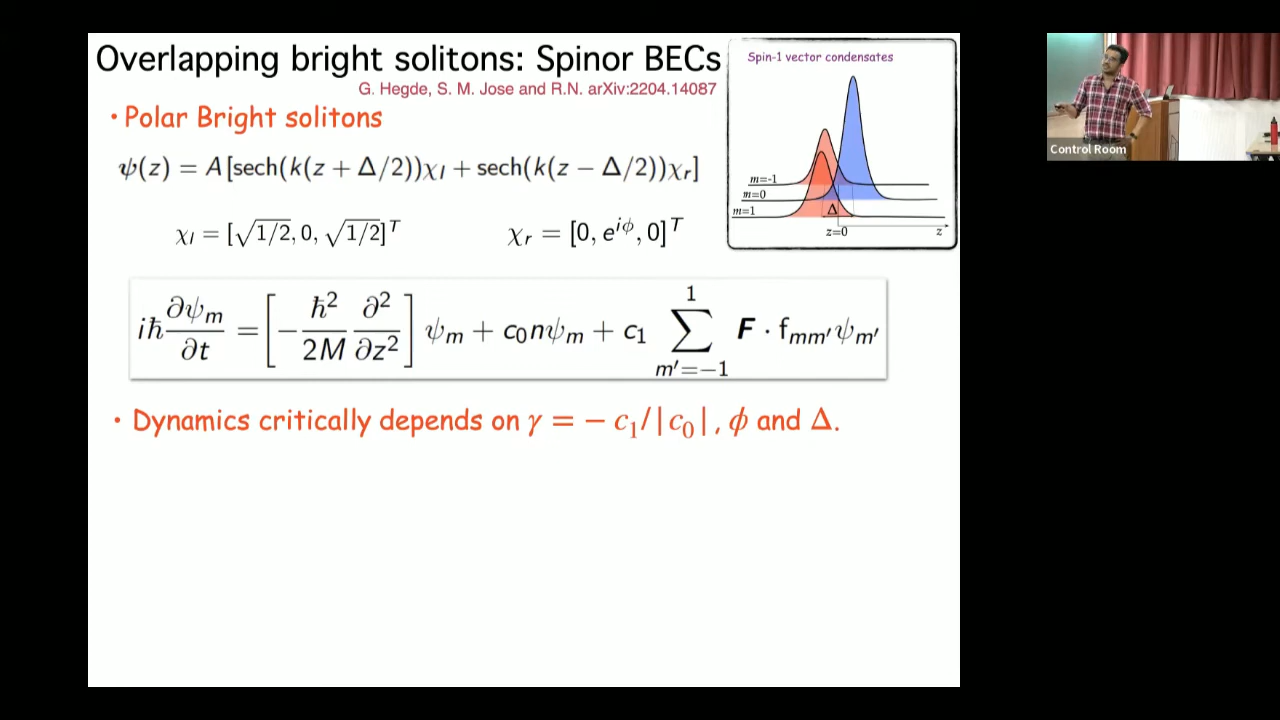 Overlapping bright solitons: Spinor BECs
G. Hegde, S. M. Jose and R.N. arXiv:2204.14087
• Polar Bright solitons
ψ(z) = A[sech(k(z + Δ/2))χ_l + sech(k(z − Δ/2))χ_r]
χ_l = [√1/2, 0, √1/2]^T χ_r = [0, e^{iϕ}, 0]^T
Spin-1 vector condensates
m=-1
m=0
m=1
Δ
z=0 z
iħ ∂ψ_m/∂t = [−ħ²/2M ∂²/∂z²] ψ_m + c_0 n ψ_m + c_1 ∑_{m′=−1}^{1} F · f_{mm′} ψ_{m′}
• Dynamics critically depends on γ = − c_1/|c_0|, ϕ and Δ.
Control Room